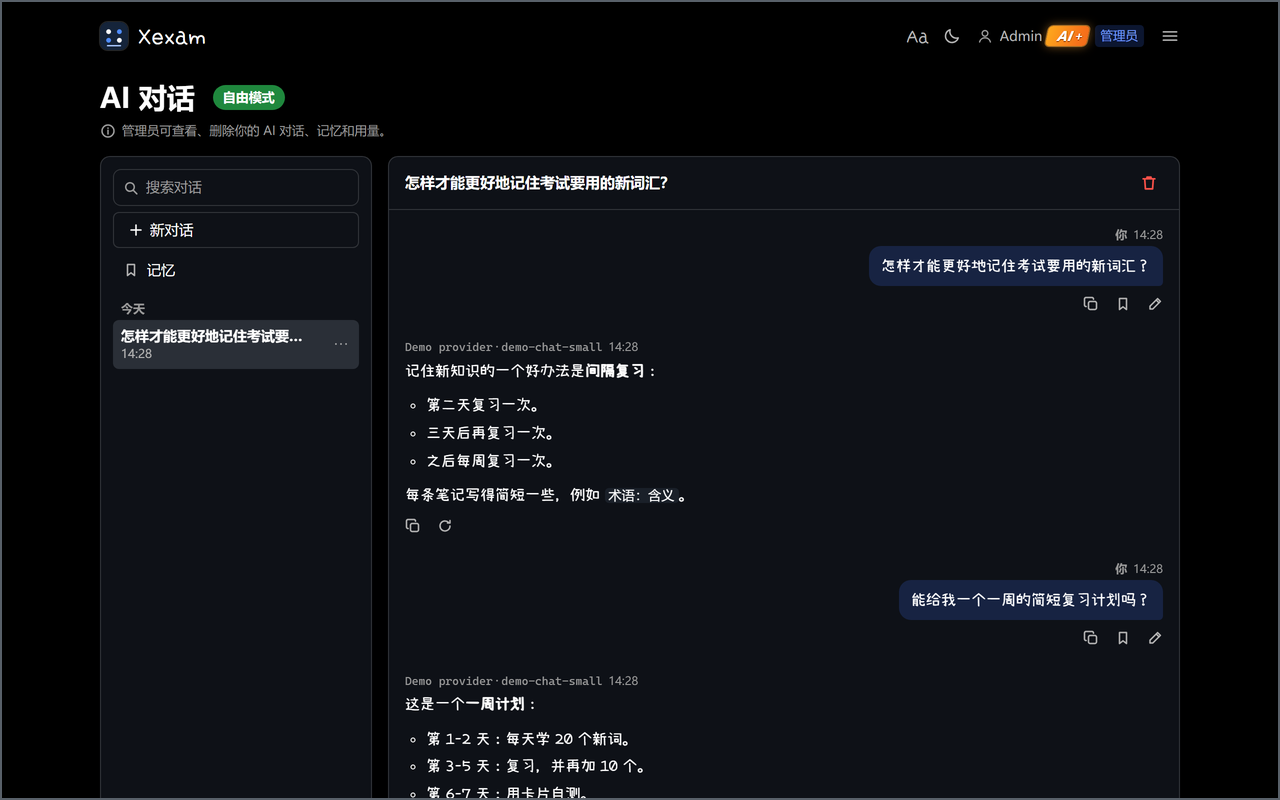 Xexam
Aa
Admin
AI+
管理员
AI 对话
自由模式
管理员可查看、删除你的 AI 对话、记忆和用量。
搜索对话
新对话
记忆
今天
怎样才能更好地记住考试要...
14:28
怎样才能更好地记住考试要用的新词汇？
你 14:28
怎样才能更好地记住考试要用的新词汇？
Demo provider · demo-chat-small 14:28
记住新知识的一个好办法是间隔复习：
第二天复习一次。
三天后再复习一次。
之后每周复习一次。
每条笔记写得简短一些，例如 术语: 含义 。
你 14:28
能给我一个一周的简短复习计划吗？
Demo provider · demo-chat-small 14:28
这是一个一周计划：
第 1-2 天：每天学 20 个新词。
第 3-5 天：复习，并再加 10 个。
第 6-7 天：用卡片自测。